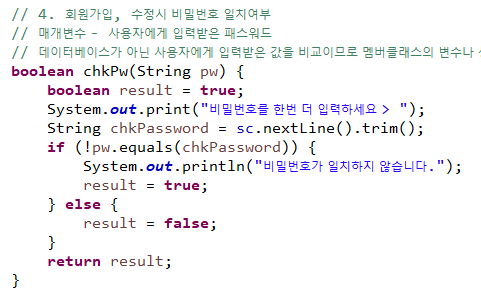 // 4. 회원가입, 수정시 비밀번호 일치여부
// 매개변수 - 사용자에게 입력받은 패스워드
// 데이터베이스가 아닌 사용자에게 입력받은 값을 비교이므로 멤버클래스의 변수나
boolean chkPw(String pw) {
    boolean result = true;
    System.out.print("비밀번호를 한번 더 입력하세요 > ");
    String chkPassword = sc.nextLine().trim();
    if (!pw.equals(chkPassword)) {
        System.out.println("비밀번호가 일치하지 않습니다.");
        result = true;
    } else {
        result = false;
    }
    return result;
}